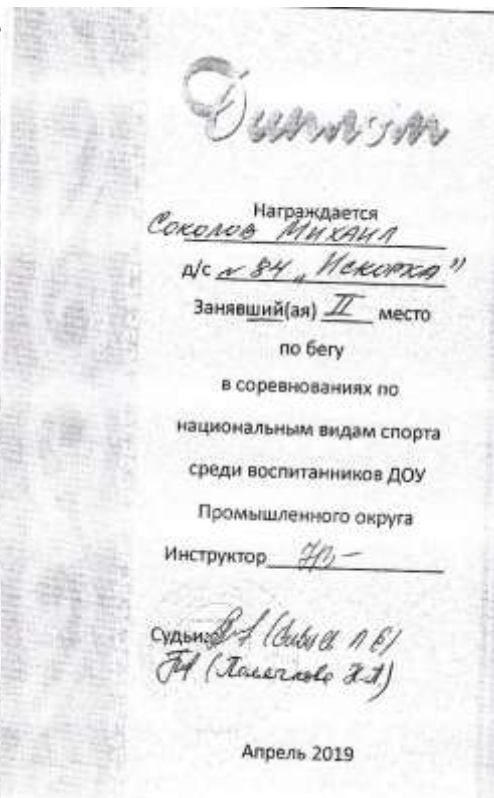 Диплом
Награждается
Соколов Михаил
д/с № 84 „Искорка"
Занявший(ая) II место
по бегу
в соревнованиях по
национальным видам спорта
среди воспитанников ДОУ
Промышленного округа
Инструктор
Судьи:
Апрель 2019